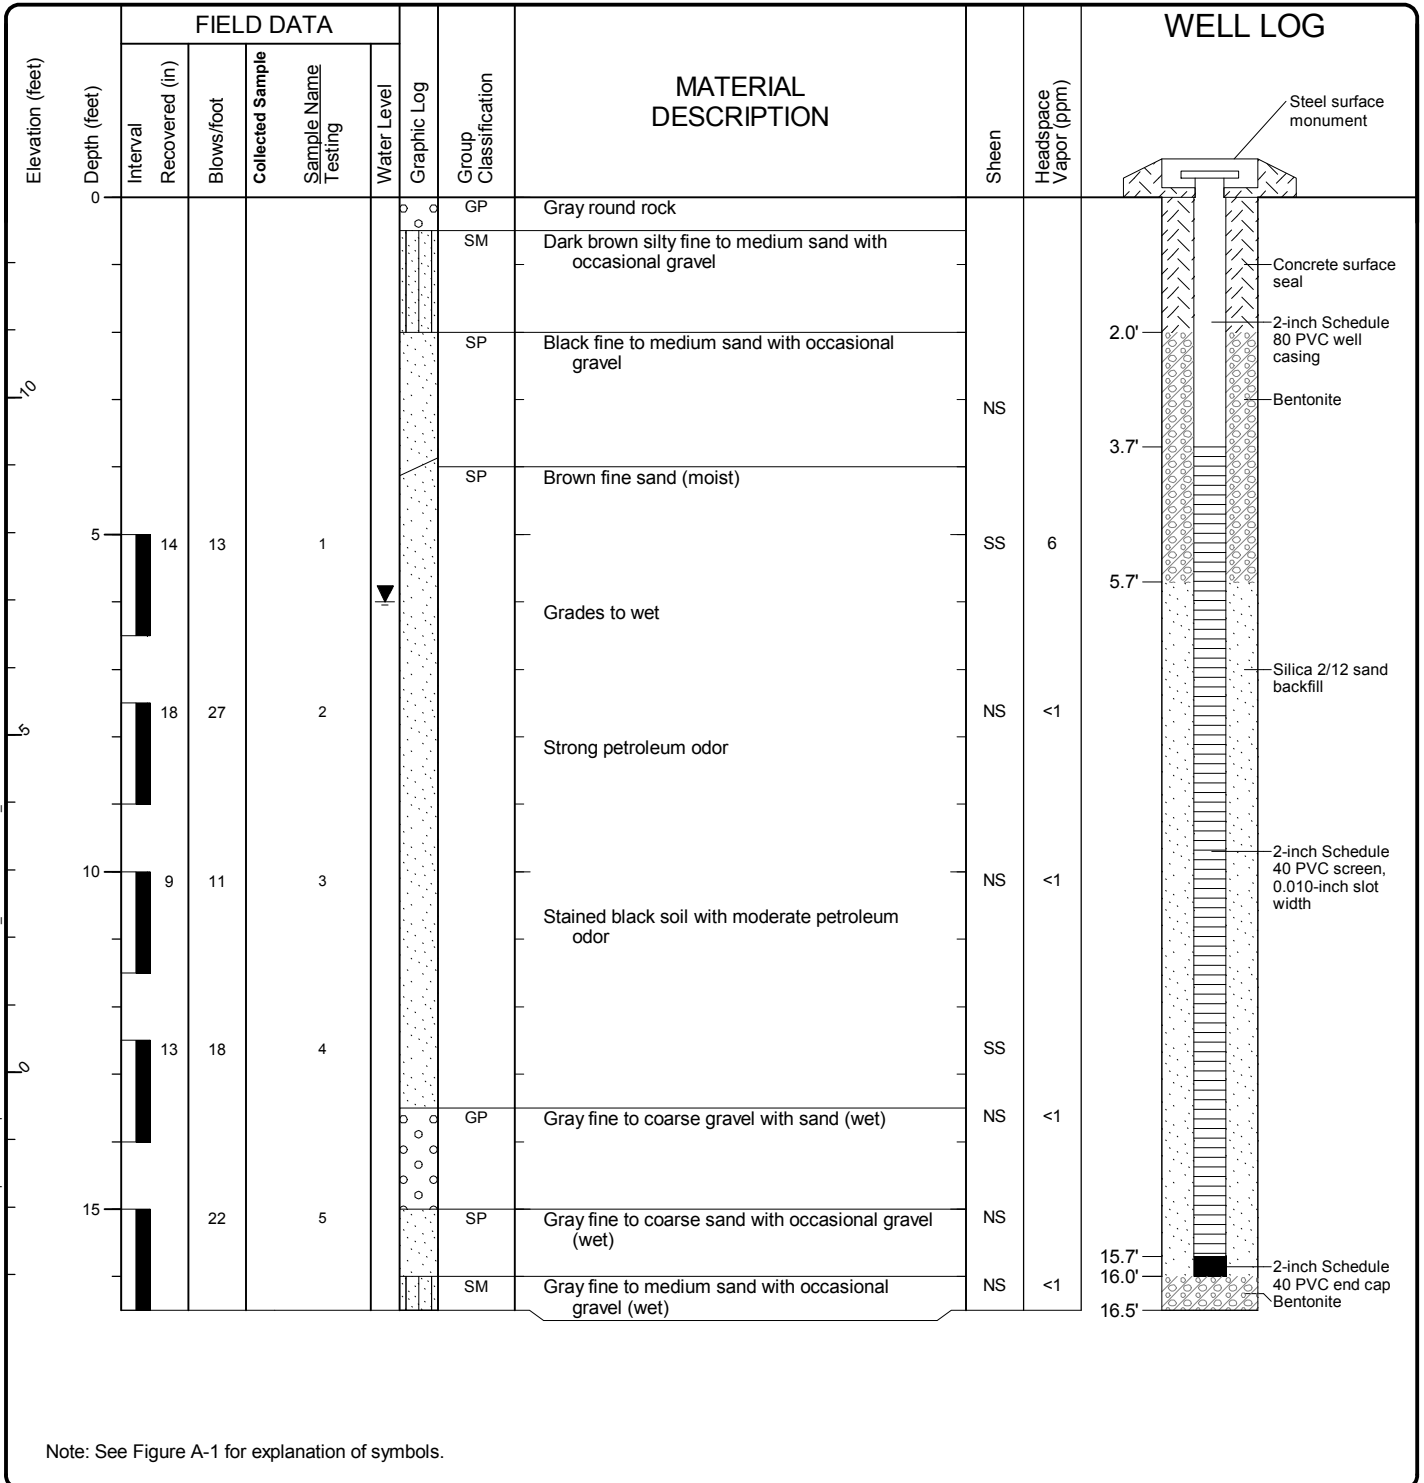 FIELD DATA
WELL LOG
Elevation (feet)
Depth (feet)
Interval
Recovered (in)
Blows/foot
Collected Sample
Sample Name
Testing
Water Level
Graphic Log
Group
Classification
MATERIAL
DESCRIPTION
Sheen
Headspace
Vapor (ppm)
Steel surface
monument
0
GP
Gray round rock
SM
Dark brown silty fine to medium sand with
occasional gravel
Concrete surface
seal
2.0'
2-inch Schedule
80 PVC well
casing
SP
Black fine to medium sand with occasional
gravel
10
NS
Bentonite
3.7'
SP
Brown fine sand (moist)
5
14
13
1
SS
6
5.7'
Grades to wet
Silica 2/12 sand
backfill
18
27
2
NS
<1
5
Strong petroleum odor
2-inch Schedule
40 PVC screen,
0.010-inch slot
width
10
9
11
3
NS
<1
Stained black soil with moderate petroleum
odor
13
18
4
SS
0
GP
Gray fine to coarse gravel with sand (wet)
NS
<1
15
22
5
SP
Gray fine to coarse sand with occasional gravel
(wet)
NS
15.7'
16.0'
2-inch Schedule
40 PVC end cap
SM
Gray fine to medium sand with occasional
gravel (wet)
NS
<1
Bentonite
16.5'
Note: See Figure A-1 for explanation of symbols.